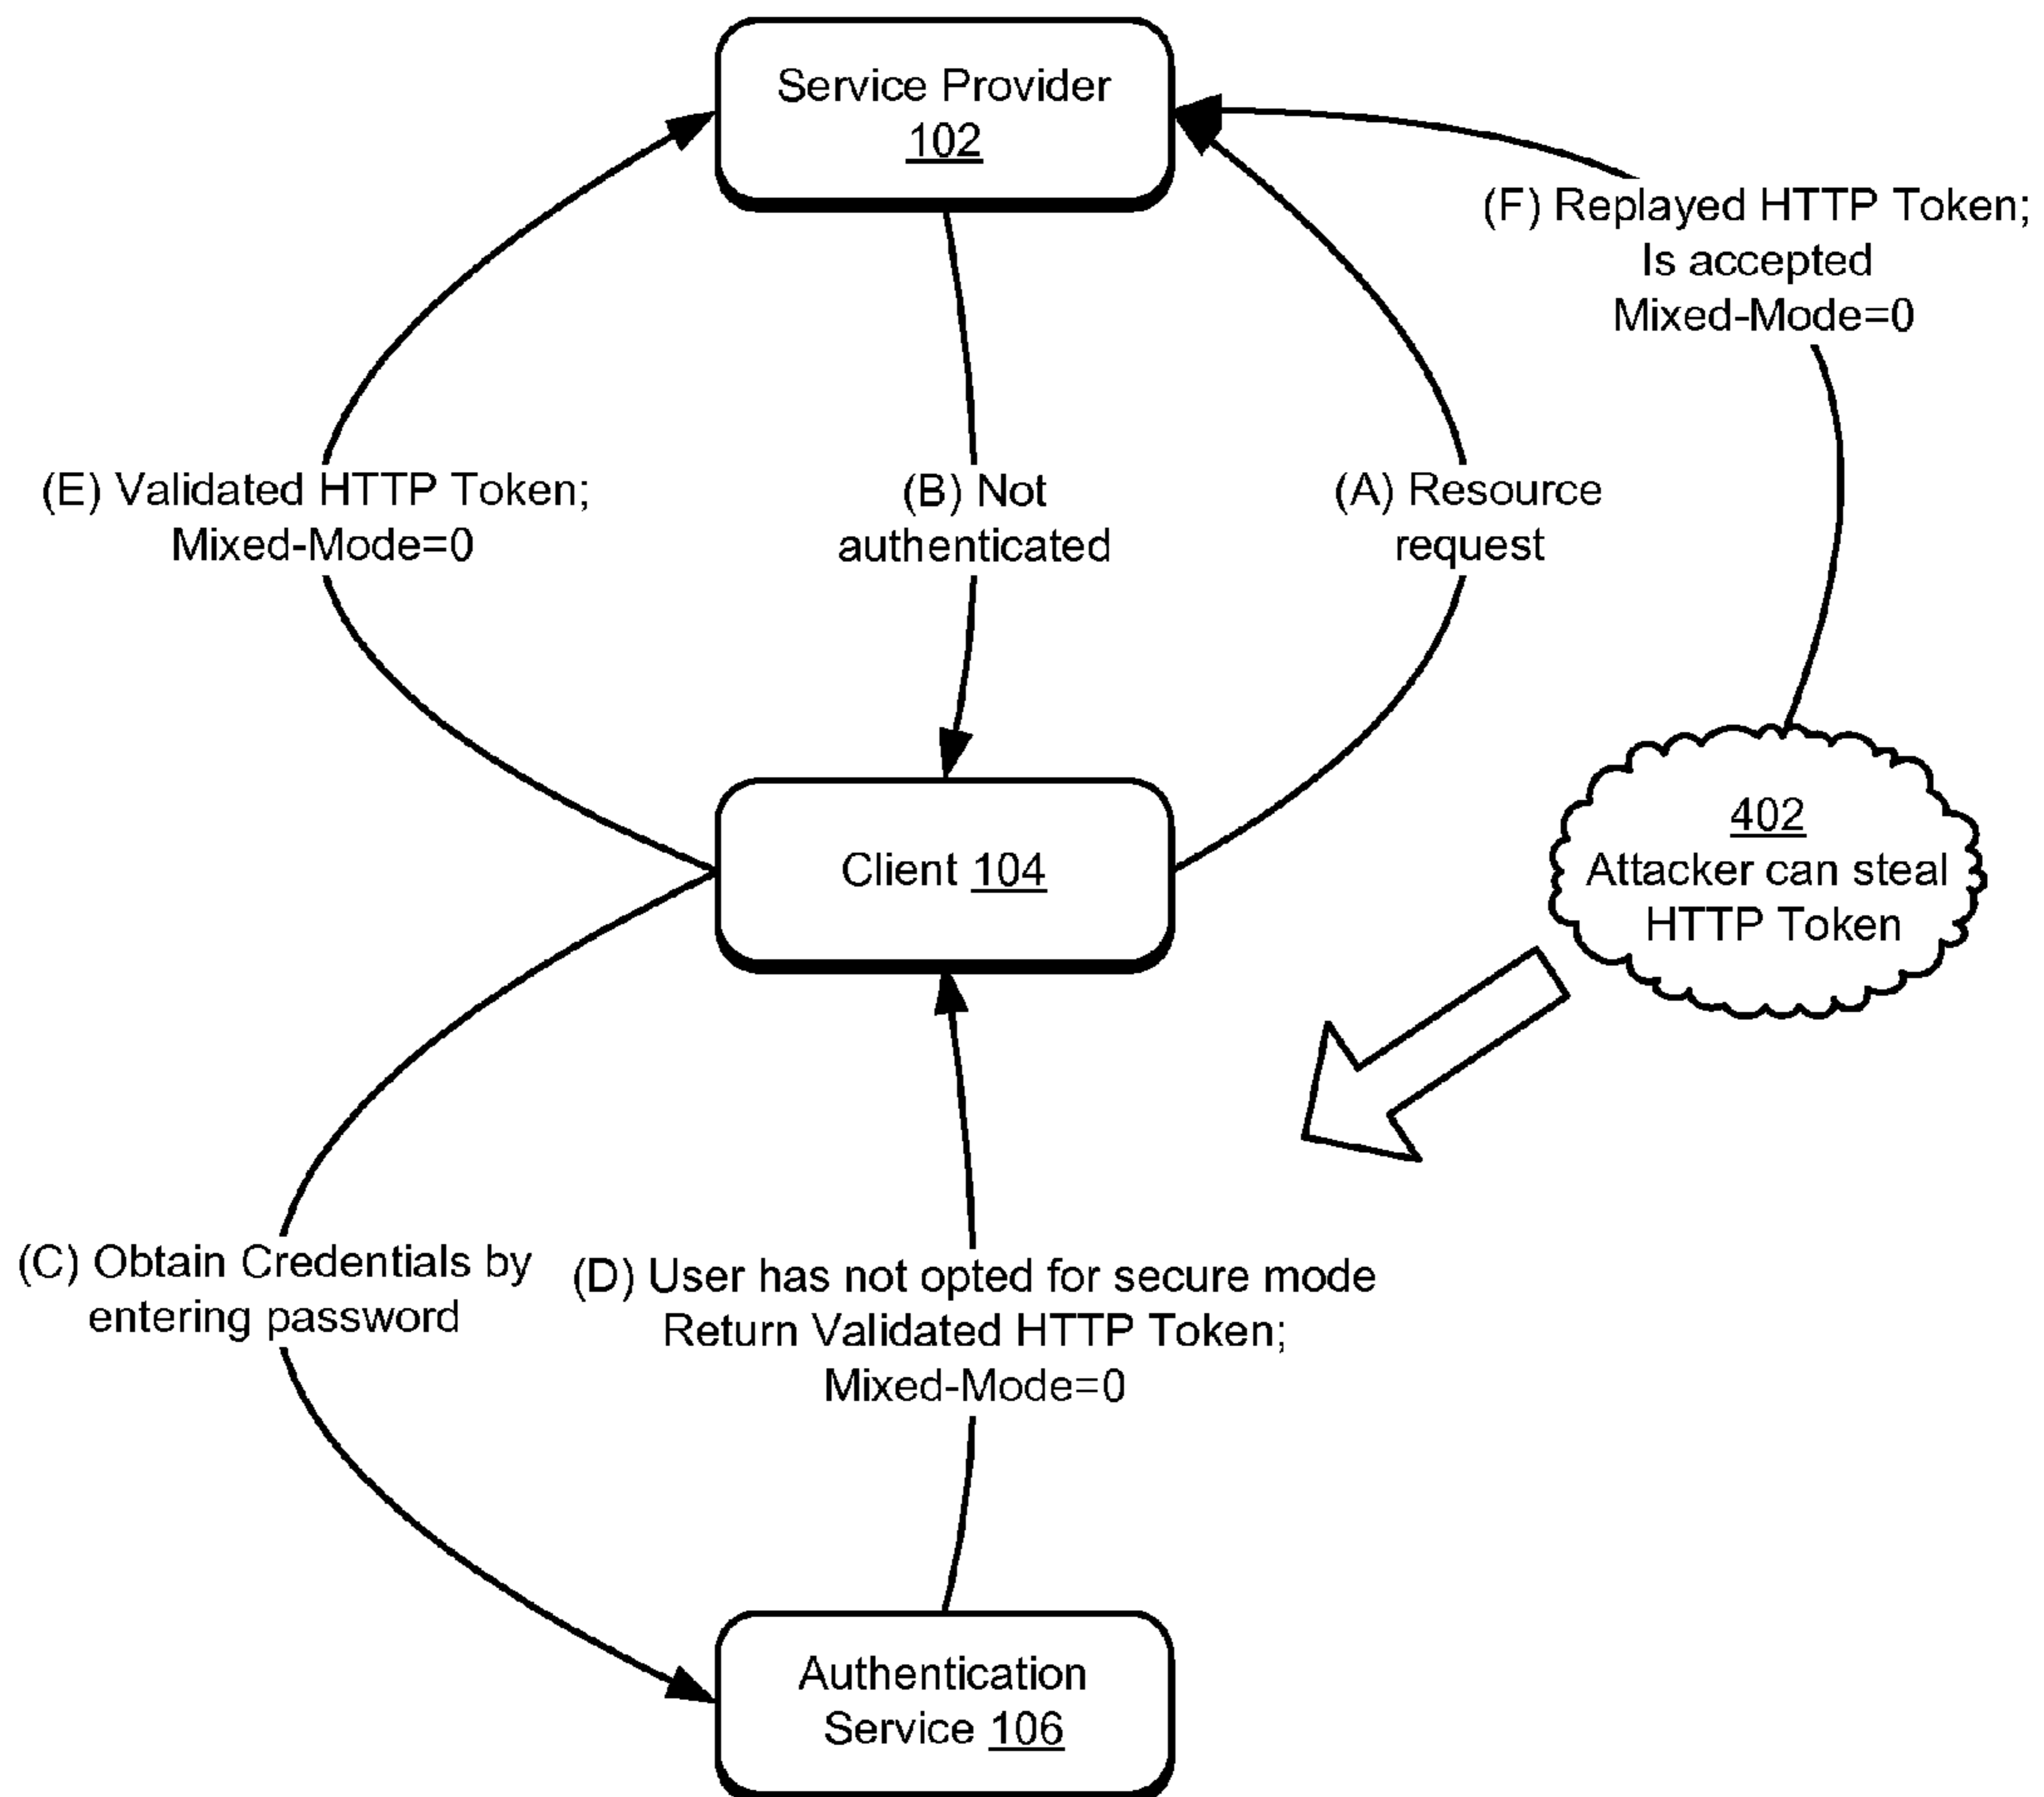 Service Provider
102
(F) Replayed HTTP Token;
Is accepted
Mixed-Mode=0
(E) Validated HTTP Token;
Mixed-Mode=0
(B) Not
authenticated
(A) Resource
request
Client 104
402
Attacker can steal
HTTP Token
(C) Obtain Credentials by
entering password
(D) User has not opted for secure mode
Return Validated HTTP Token;
Mixed-Mode=0
Authentication
Service 106